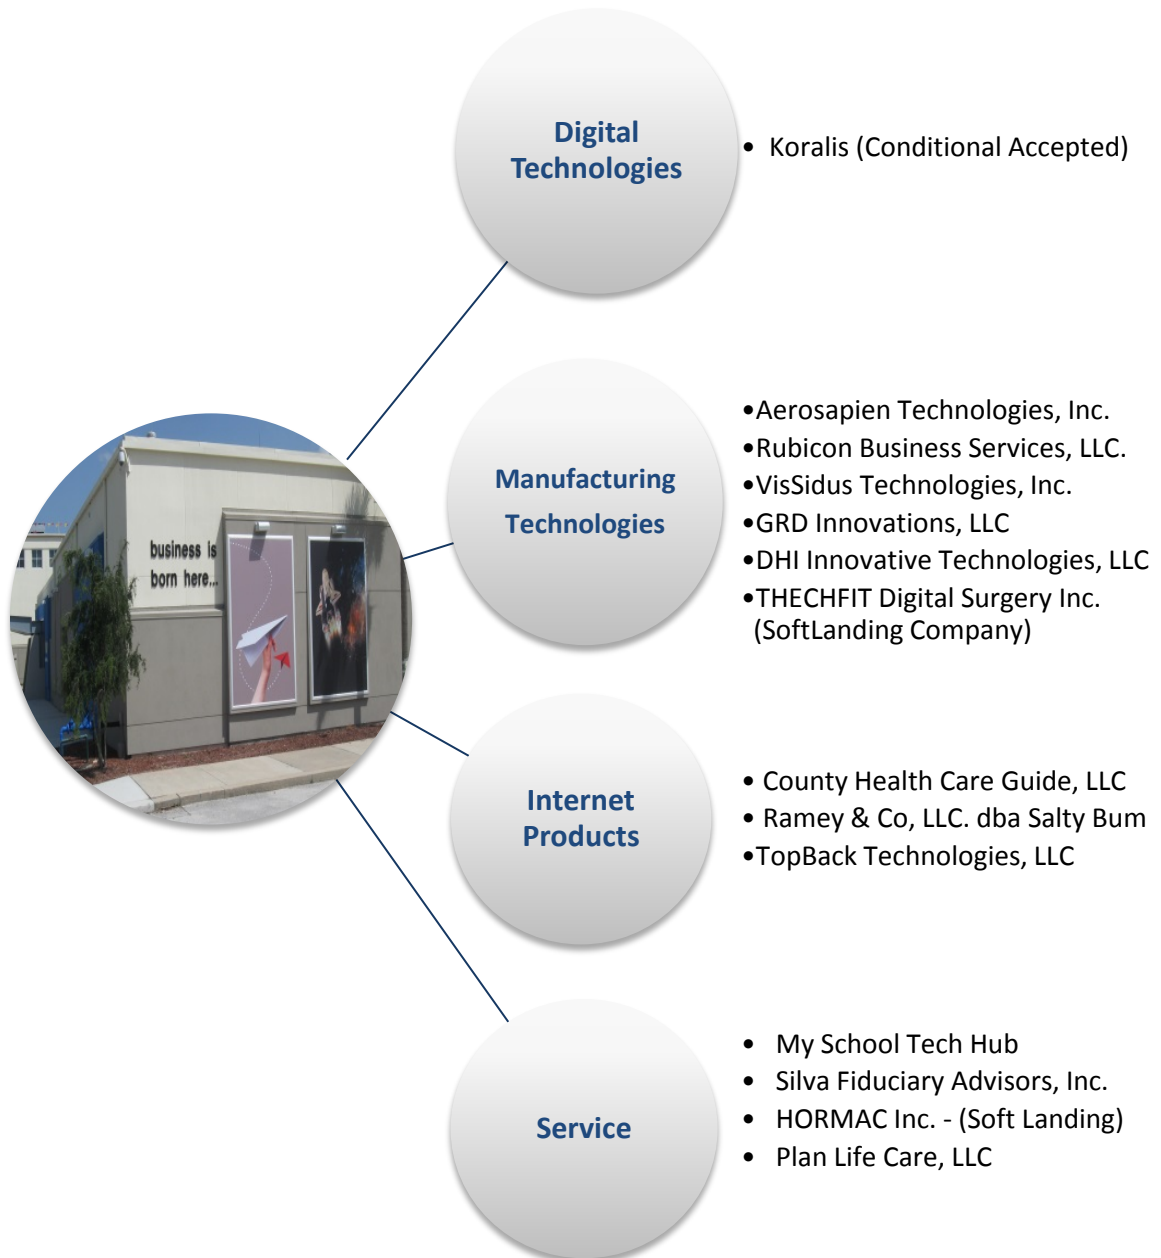 Digital
Technologies
• Koralis (Conditional Accepted)
Manufacturing
Technologies
•Aerosapien Technologies, Inc.
•Rubicon Business Services, LLC.
•VisSidus Technologies, Inc.
•GRD Innovations, LLC
•DHI Innovative Technologies, LLC
•THECHFIT Digital Surgery Inc.
(SoftLanding Company)
business is
born here...
Internet
Products
• County Health Care Guide, LLC
• Ramey & Co, LLC. dba Salty Bum
•TopBack Technologies, LLC
Service
• My School Tech Hub
• Silva Fiduciary Advisors, Inc.
• HORMAC Inc. - (Soft Landing)
• Plan Life Care, LLC